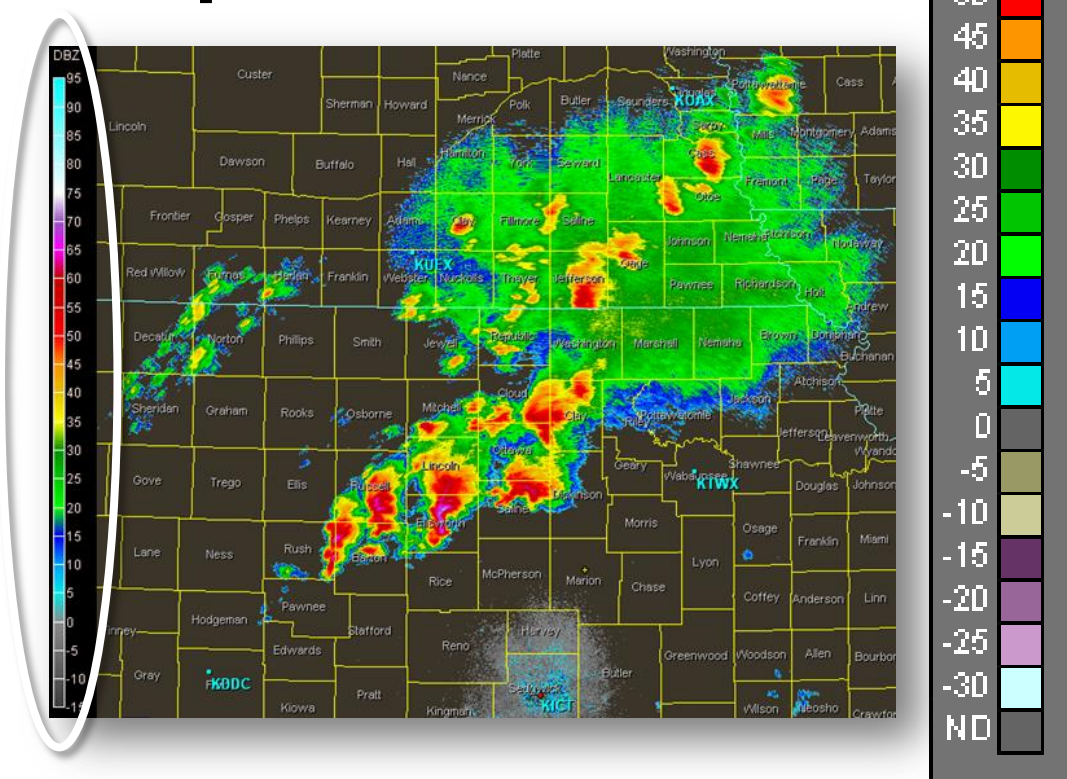 DBZ
95
90
85
80
75
70
65
60
55
50
45
40
35
30
25
20
15
10
5
0
-5
-10
-15
Platte
Washington
Custer
Nance
Cass
Sherman
Howard
Polk
Butler
Saunders
Douglas
Pottawattamie
KOAX
Lincoln
Merrick
Sarpy
Mills
Montgomery
Adams
Dawson
Buffalo
Hall
Hamilton
York
Seward
Cass
Lancaster
Fremont
Page
Taylor
Otoe
Frontier
Gosper
Phelps
Kearney
Adams
Clay
Fillmore
Saline
Johnson
Nemaha
Atchison
Nodaway
KUEX
Gage
Red Willow
Furnas
Harlan
Franklin
Webster
Nuckolls
Thayer
Jefferson
Pawnee
Richardson
Holt
Andrew
Decatur
Norton
Phillips
Smith
Jewell
Republic
Washington
Marshall
Nemaha
Brown
Doniphan
Buchanan
Atchison
Sheridan
Graham
Rooks
Osborne
Mitchell
Cloud
Clay
Riley
Pottawatomie
Jackson
Platte
Jefferson
Leavenworth
Wyando
Ottawa
Lincoln
Geary
Wabaunsee
Shawnee
KTWX
Gove
Trego
Ellis
Russell
Dickinson
Saline
Douglas
Johnson
Ellsworth
Morris
Osage
Franklin
Miami
Lane
Ness
Rush
Barton
Rice
McPherson
Marion
Chase
Lyon
Coffey
Anderson
Linn
Hodgeman
Pawnee
Stafford
Reno
Harvey
inney
Edwards
Butler
Greenwood
Woodson
Allen
Bourbon
Gray
KDDC
Pratt
Sedgwick
KICT
Kiowa
Kingman
Wilson
Neosho
Crawford
45
40
35
30
25
20
15
10
5
0
-5
-10
-15
-20
-25
-30
ND